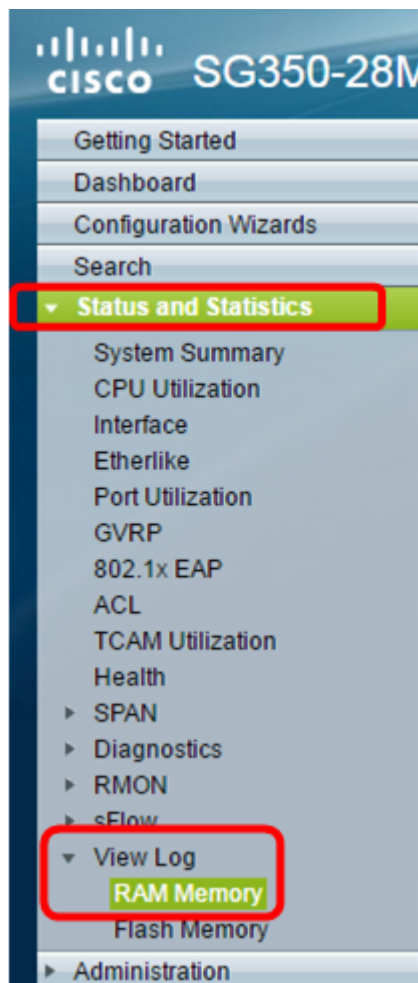 CISCO SG350-28M
Getting Started
Dashboard
Configuration Wizards
Search
Status and Statistics
System Summary
CPU Utilization
Interface
Etherlike
Port Utilization
GVRP
802.1x EAP
ACL
TCAM Utilization
Health
SPAN
Diagnostics
RMON
sFlow
View Log
RAM Memory
Flash Memory
Administration